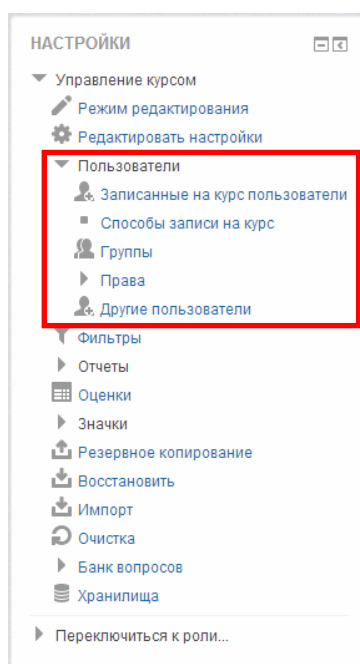 НАСТРОЙКИ
Управление курсом
Режим редактирования
Редактировать настройки
Пользователи
Записанные на курс пользователи
Способы записи на курс
Группы
Права
Другие пользователи
Фильтры
Отчеты
Оценки
Значки
Резервное копирование
Восстановить
Импорт
Очистка
Банк вопросов
Хранилища
Переключиться к роли...